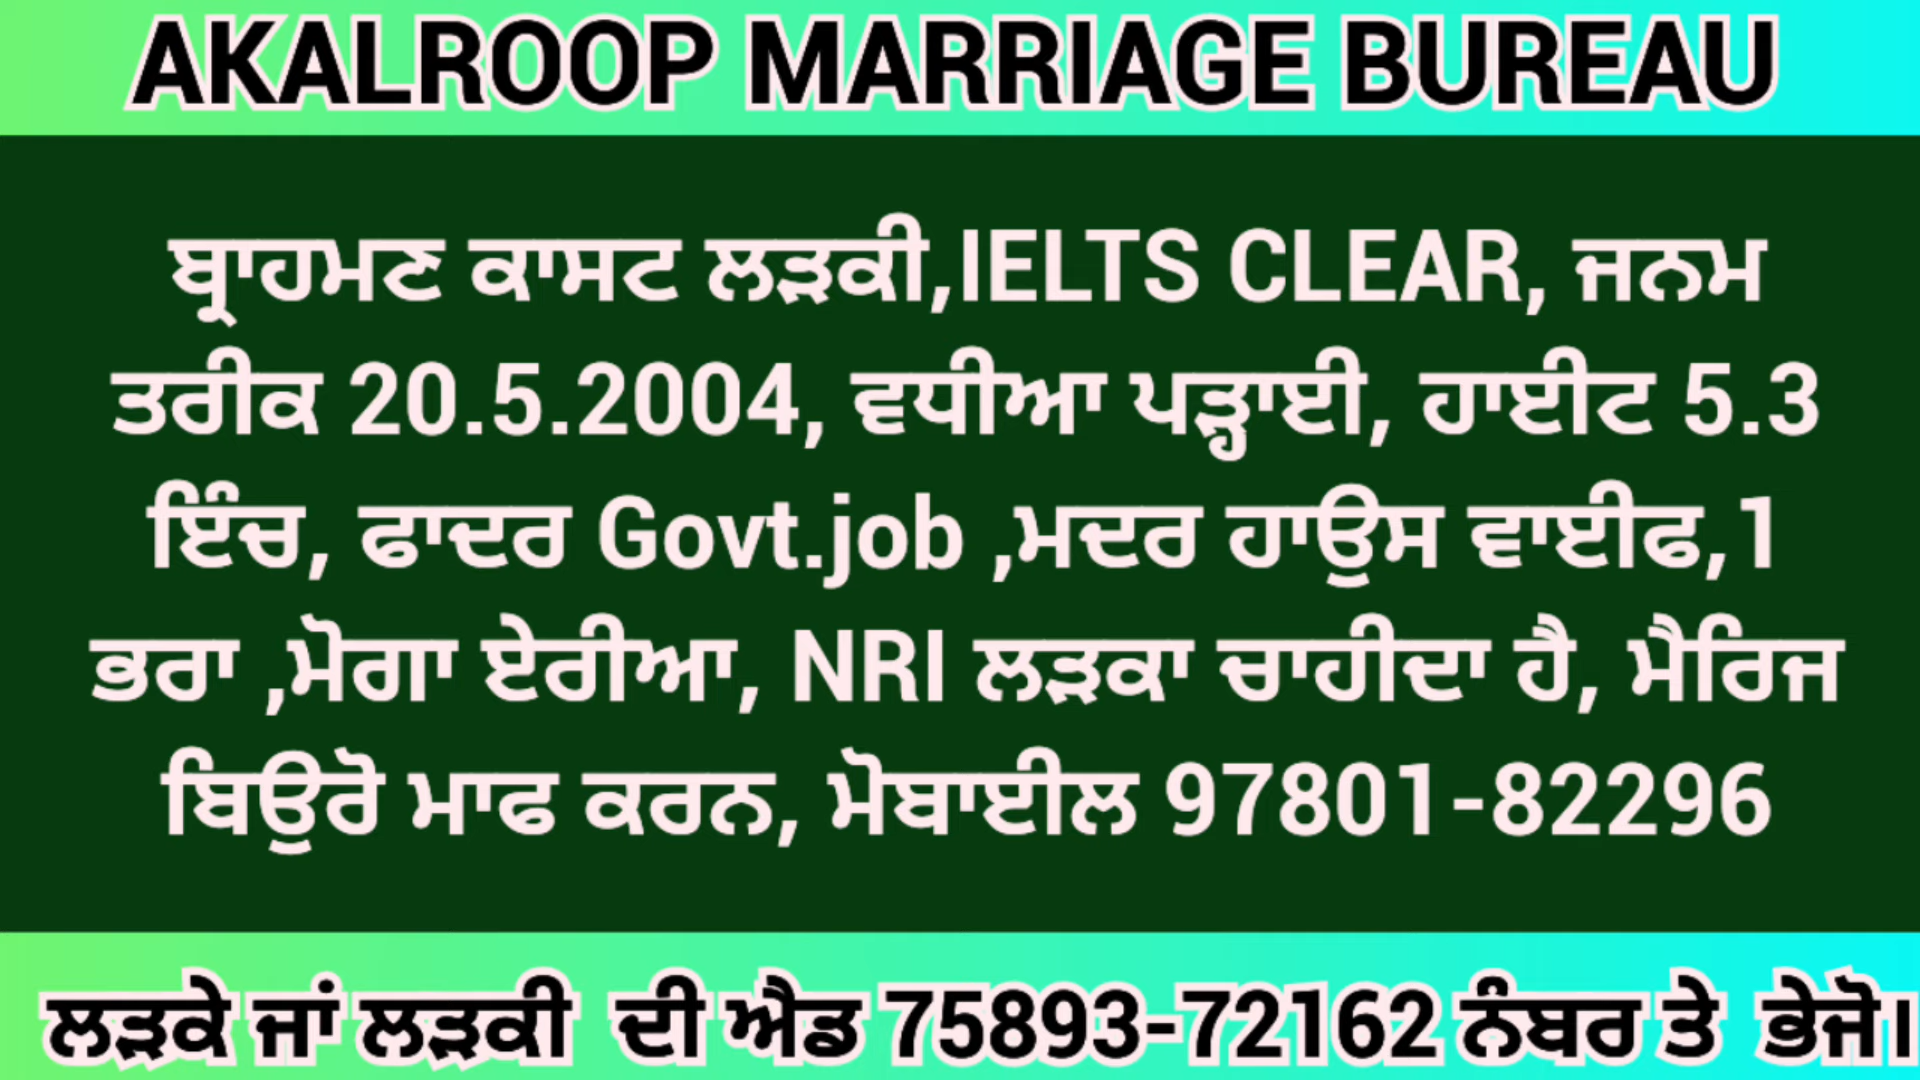 AKALROOP MARRIAGE BUREAU
ਬ੍ਰਾਹਮਣ ਕਾਸਟ ਲੜਕੀ,IELTS CLEAR, ਜਨਮ
ਤਰੀਕ 20.5.2004, ਵਧੀਆ ਪੜ੍ਹਾਈ, ਹਾਈਟ 5.3
ਇੰਚ, ਫਾਦਰ Govt.job ,ਮਦਰ ਹਾਉਸ ਵਾਈਫ,1
ਭਰਾ ,ਮੋਗਾ ਏਰੀਆ, NRI ਲੜਕਾ ਚਾਹੀਦਾ ਹੈ, ਮੈਰਿਜ
ਬਿਉਰੋ ਮਾਫ ਕਰਨ, ਮੋਬਾਈਲ 97801-82296
ਲੜਕੇ ਜਾਂ ਲੜਕੀ ਦੀ ਐਡ 75893-72162 ਨੰਬਰ ਤੇ ਭੇਜੋ।